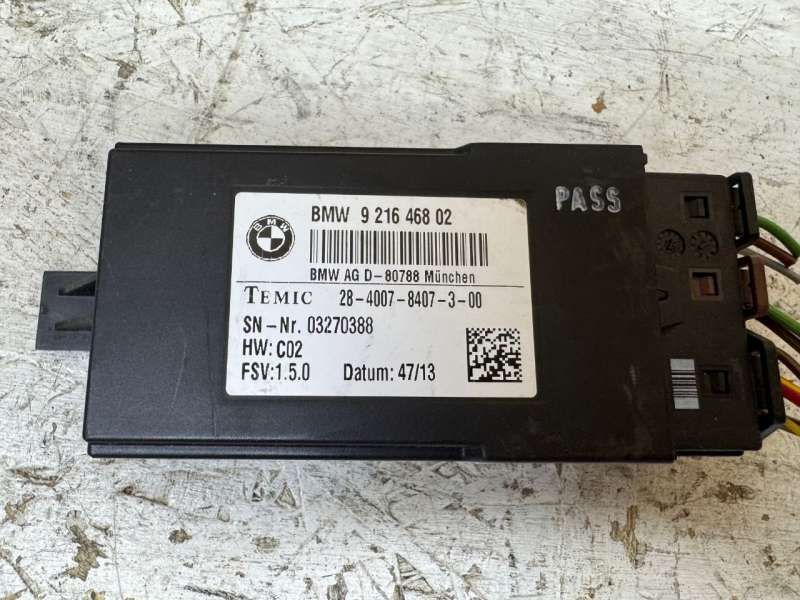 PASS
BMW
BMW 9 216 468 02
BMW AG D-80788 München
TEMIC 28-4007-8407-3-00
SN-Nr. 03270388
HW: C02
FSV:1.5.0 Datum: 47/13